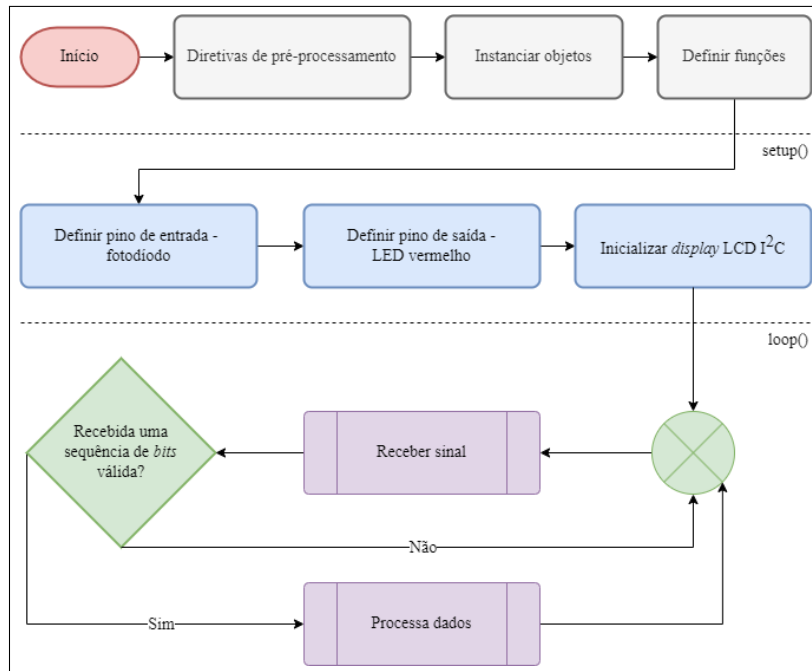 Início
Diretivas de pré-processamento
Instanciar objetos
Definir funções
setup()
Definir pino de entrada -
fotodíodo
Definir pino de saída -
LED vermelho
Inicializar display LCD I²C
loop()
Recebida uma
sequência de bits
válida?
Receber sinal
Não
Sim
Processa dados